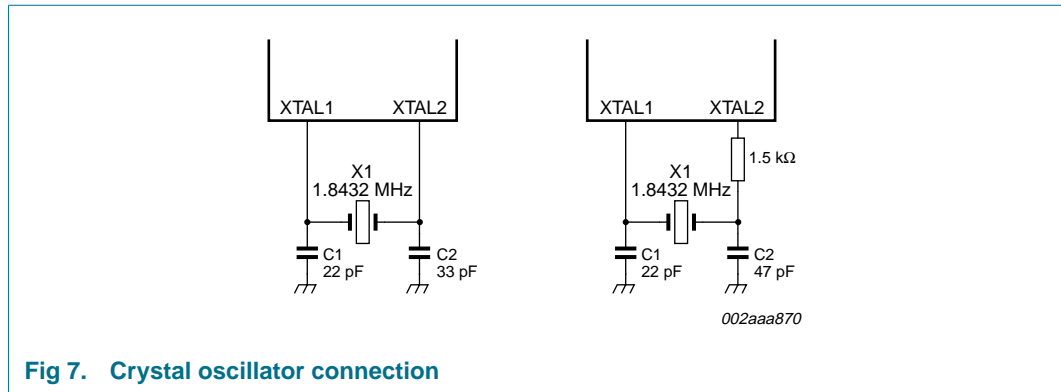 XTAL1 XTAL2
X1
1.8432 MHz
C1
22 pF
C2
33 pF
XTAL1 XTAL2
1.5 kΩ
X1
1.8432 MHz
C1
22 pF
C2
47 pF
002aaa870
Fig 7. Crystal oscillator connection